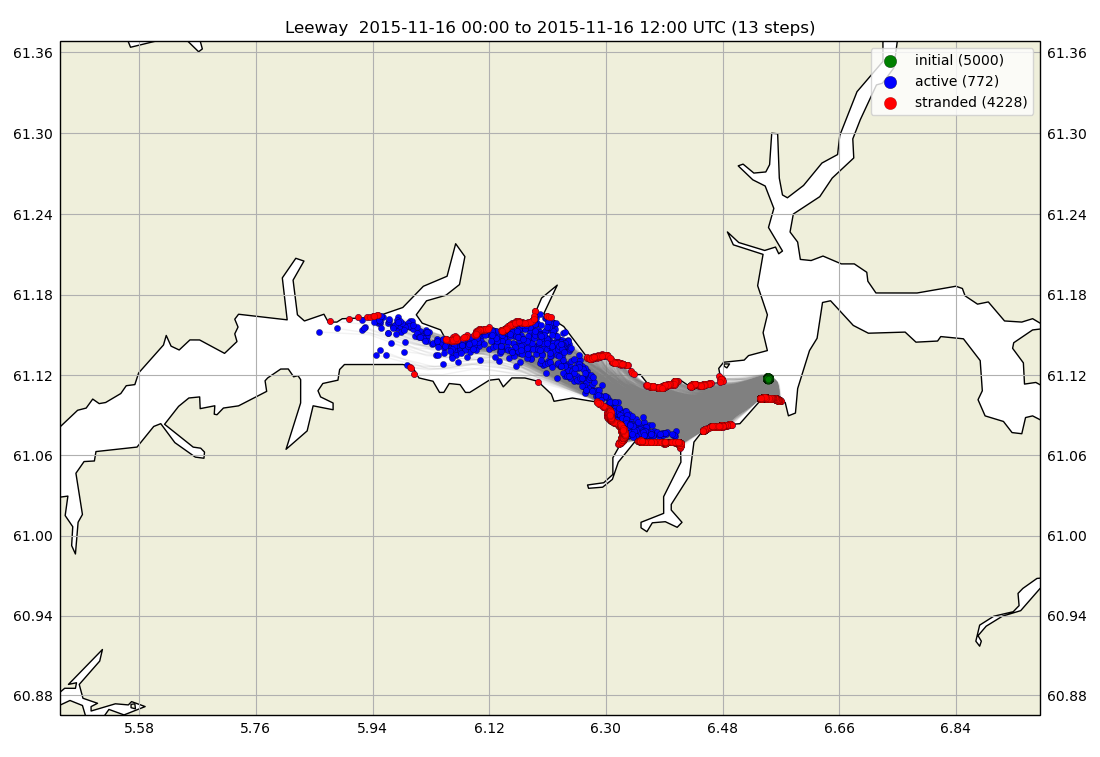 Leeway 2015-11-16 00:00 to 2015-11-16 12:00 UTC (13 steps)
initial (5000)
active (772)
stranded (4228)
61.36 61.36
61.30 61.30
61.24 61.24
61.18 61.18
61.12 61.12
61.06 61.06
61.00 61.00
60.94 60.94
60.88 60.88
5.58 5.76 5.94 6.12 6.30 6.48 6.66 6.84